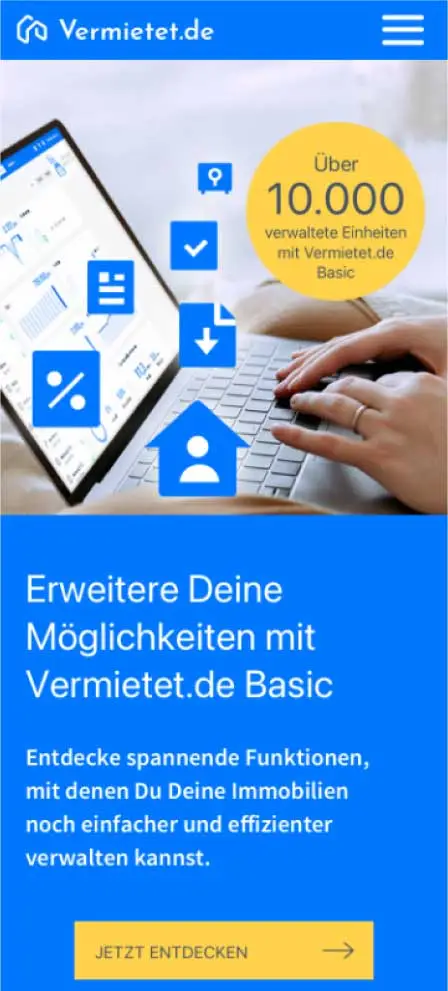 Vermietet.de
Über
10.000
verwaltete Einheiten
mit Vermietet.de
Basic
Erweitere Deine
Möglichkeiten mit
Vermietet.de Basic
Entdecke spannende Funktionen,
mit denen Du Deine Immobilien
noch einfacher und effizienter
verwalten kannst.
JETZT ENTDECKEN